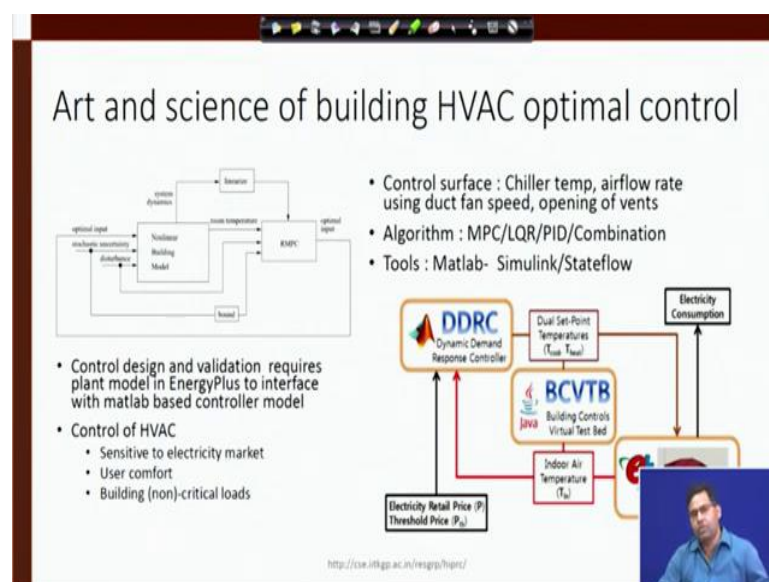 Art and science of building HVAC optimal control
linearize
system
dynamics
optimal input
stochastic uncertainty
disturbance
Nonlinear
Building
Model
room temperature
RMPC
optimal
input
bound
• Control design and validation requires
plant model in EnergyPlus to interface
with matlab based controller model
• Control of HVAC
• Sensitive to electricity market
• User comfort
• Building (non)-critical loads
• Control surface : Chiller temp, airflow rate
using duct fan speed, opening of vents
• Algorithm : MPC/LQR/PID/Combination
• Tools : Matlab- Simulink/Stateflow
DDRC
Dynamic Demand
Response Controller
Dual Set-Point
Temperatures
Electricity
Consumption
Java
BCVTB
Building Controls
Virtual Test Bed
Indoor Air
Temperature
Electricity Retail Price (P)
Threshold Price
http://cse.iitkgp.ac.in/resgrp/hiprc/